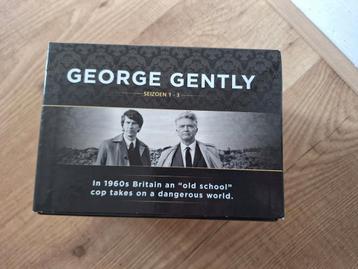 GEORGE GENTLY
SEIZOEN 1 - 3
In 1960s Britain an “old school”
cop takes on a dangerous world.